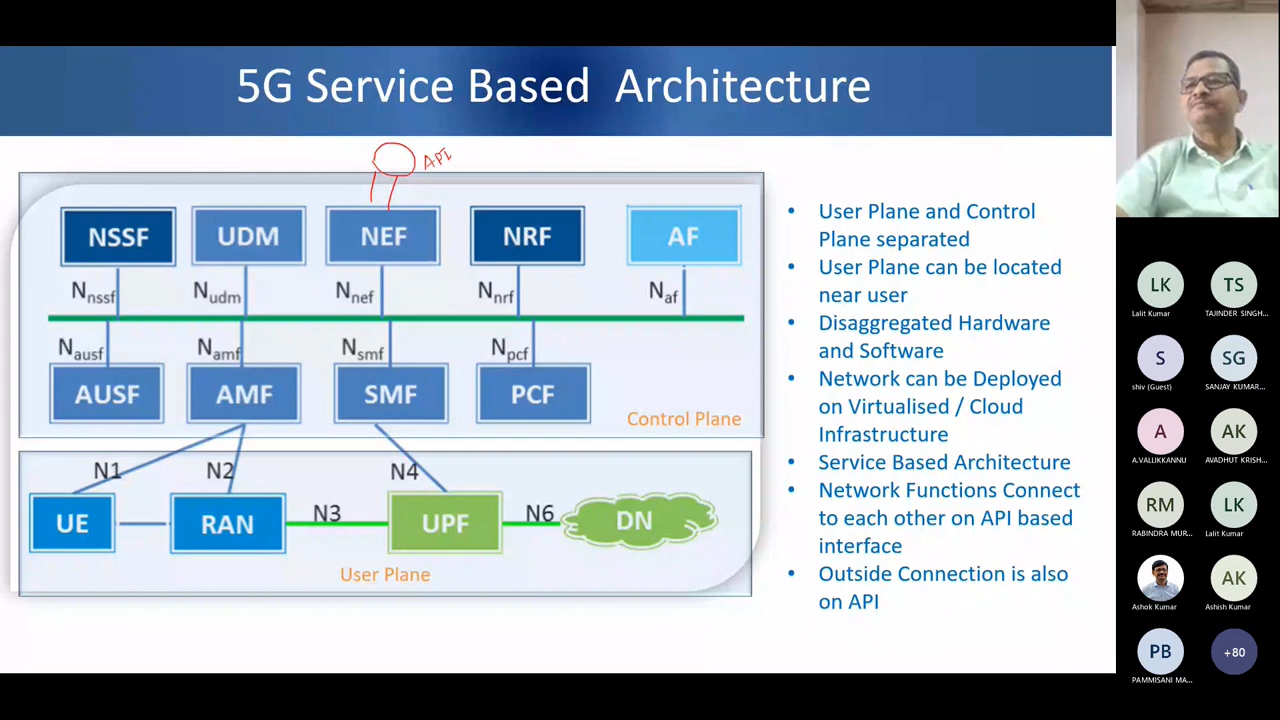 5G Service Based  Architecture
API
NSSF
UDM
NEF
NRF
AF
Nnssf
Nudm
Nnef
Nnrf
Naf
Nausf
Namf
Nsmf
Npcf
AUSF
AMF
SMF
PCF
Control Plane
N1
N2
N4
UE
RAN
N3
UPF
N6
DN
User Plane
• User Plane and Control
Plane separated
• User Plane can be located
near user
• Disaggregated Hardware
and Software
• Network can be Deployed
on Virtualised / Cloud
Infrastructure
• Service Based Architecture
• Network Functions Connect
to each other on API based
interface
• Outside Connection is also
on API
LK
Lalit Kumar
TS
TAJINDER SINGH...
S
shiv (Guest)
SG
SANJAY KUMAR...
A
A.VALLIKKANNU
AK
AVADHUT KRISH...
RM
RABINDRA MUR...
LK
Lalit Kumar
Ashok Kumar
AK
Ashish Kumar
PB
PAMMISANI MA...
+80